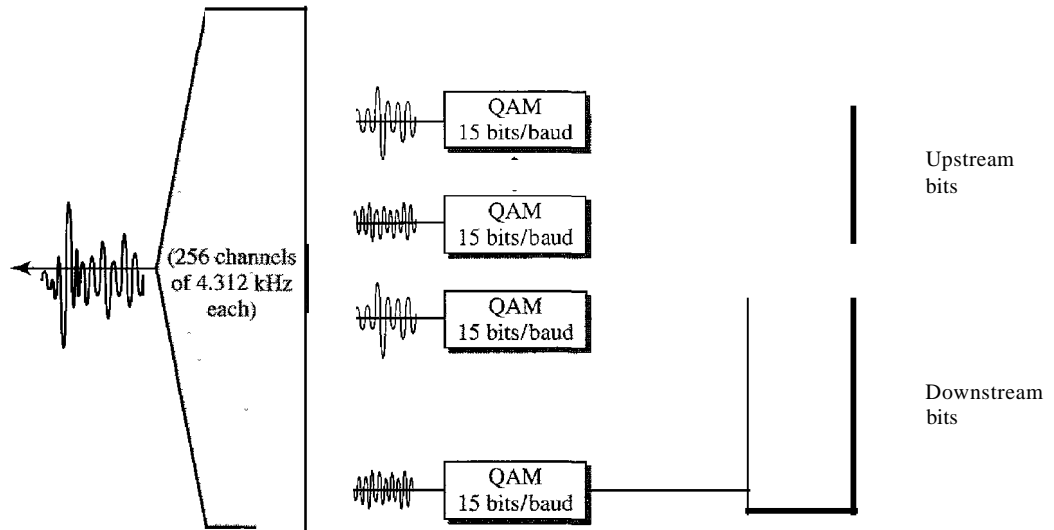 QAM
15 bits/baud
Upstream
bits
QAM
15 bits/baud
(256 channels
of 4.312 kHz
each)
QAM
15 bits/baud
Downstream
bits
QAM
15 bits/baud